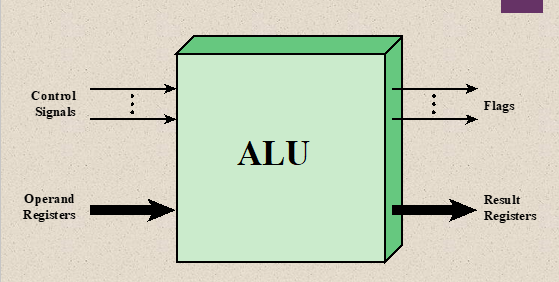 Control
Signals
Operand
Registers
ALU
Flags
Result
Registers